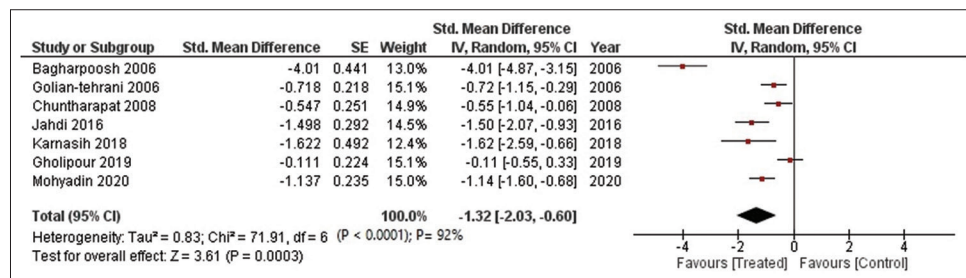 Std. Mean Difference Std. Mean Difference
Study or Subgroup Std. Mean Difference SE Weight IV, Random, 95% CI Year IV, Random, 95% CI
Bagharpoosh 2006 -4.01 0.441 13.0% -4.01 [-4.87, -3.15] 2006
Golian-tehrani 2006 -0.718 0.218 15.1% -0.72 [-1.15, -0.29] 2006
Chuntharapat 2008 -0.547 0.251 14.9% -0.55 [-1.04, -0.06] 2008
Jahdi 2016 -1.498 0.292 14.5% -1.50 [-2.07, -0.93] 2016
Karnasih 2018 -1.622 0.492 12.4% -1.62 [-2.59, -0.66] 2018
Gholipour 2019 -0.111 0.224 15.1% -0.11 [-0.55, 0.33] 2019
Mohyadin 2020 -1.137 0.235 15.0% -1.14 [-1.60, -0.68] 2020
Total (95% CI) 100.0% -1.32 [-2.03, -0.60]
Heterogeneity: Tau² = 0.83; Chi² = 71.91, df = 6 (P < 0.0001); P= 92%
Test for overall effect: Z = 3.61 (P = 0.0003)
-4 -2 0 2 4
Favours [Treated] Favours [Control]